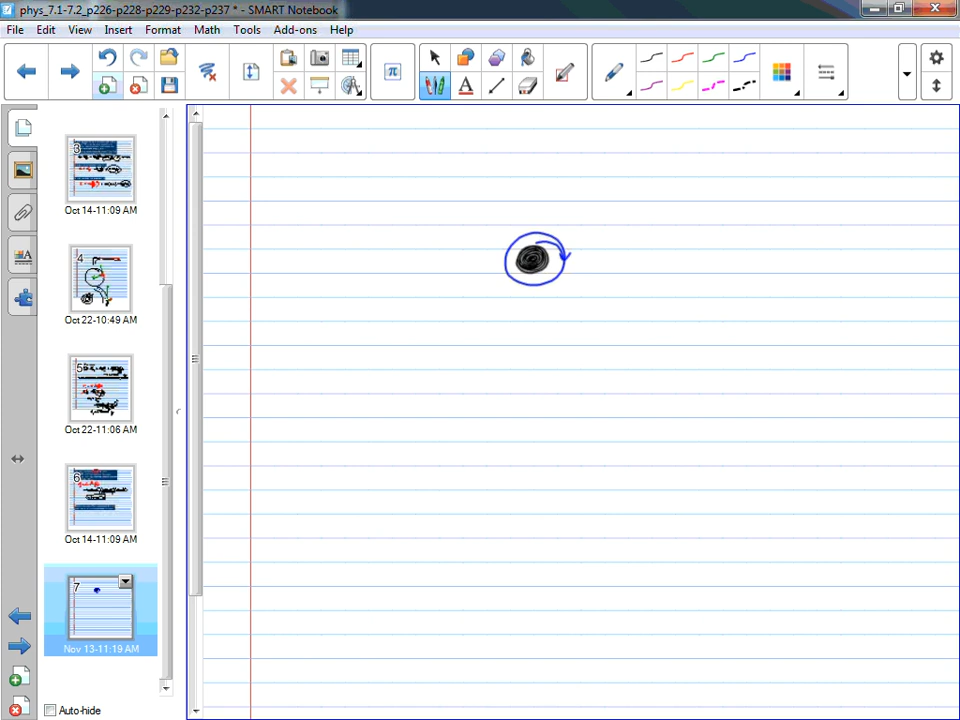 phys_7.1-7.2_p226-p228-p229-p232-p237 * - SMART Notebook
File Edit View Insert Format Math Tools Add-ons Help
π
A
3
Oct 14-11:09 AM
4
Oct 22-10:49 AM
5
Oct 22-11:06 AM
6
Oct 14-11:09 AM
7
Nov 13-11:19 AM
Auto-hide